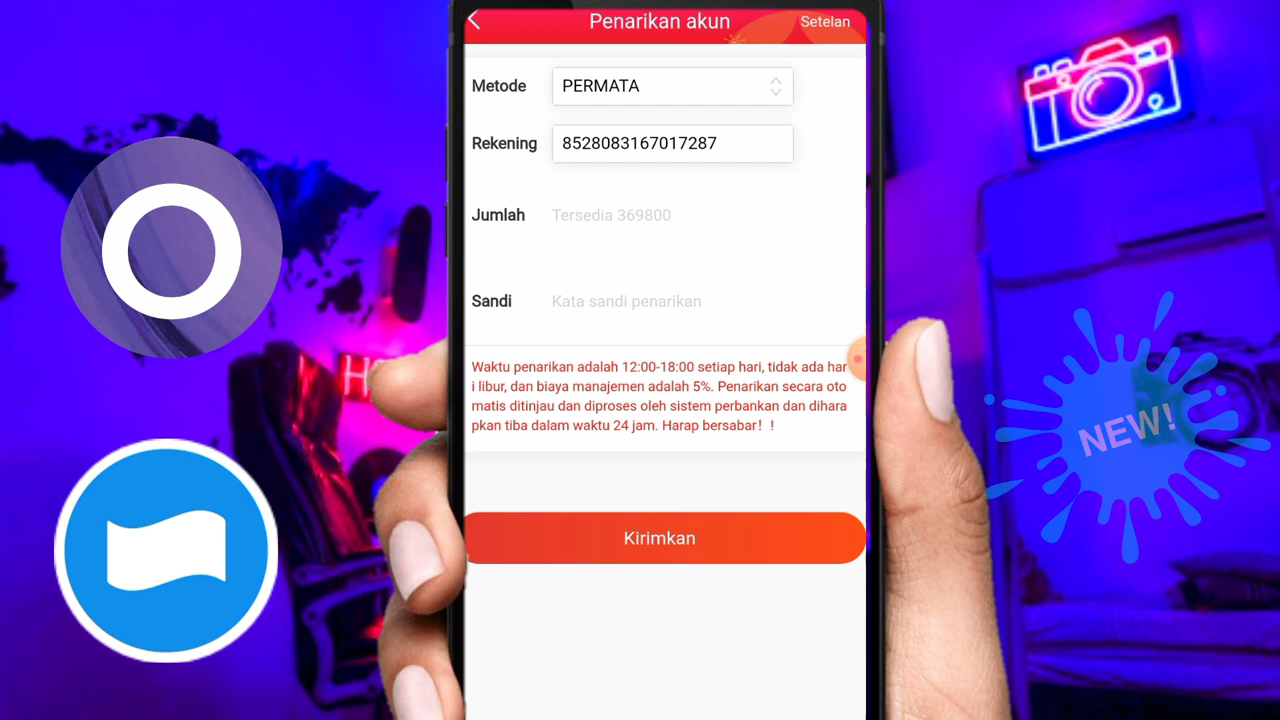 Penarikan akun
Setelan
Metode
PERMATA
Rekening
8528083167017287
Jumlah
Tersedia 369800
Sandi
Kata sandi penarikan
Waktu penarikan adalah 12:00-18:00 setiap hari, tidak ada har
i libur, dan biaya manajemen adalah 5%. Penarikan secara oto
matis ditinjau dan diproses oleh sistem perbankan dan dihara
pkan tiba dalam waktu 24 jam. Harap bersabar！！
Kirimkan
NEW!